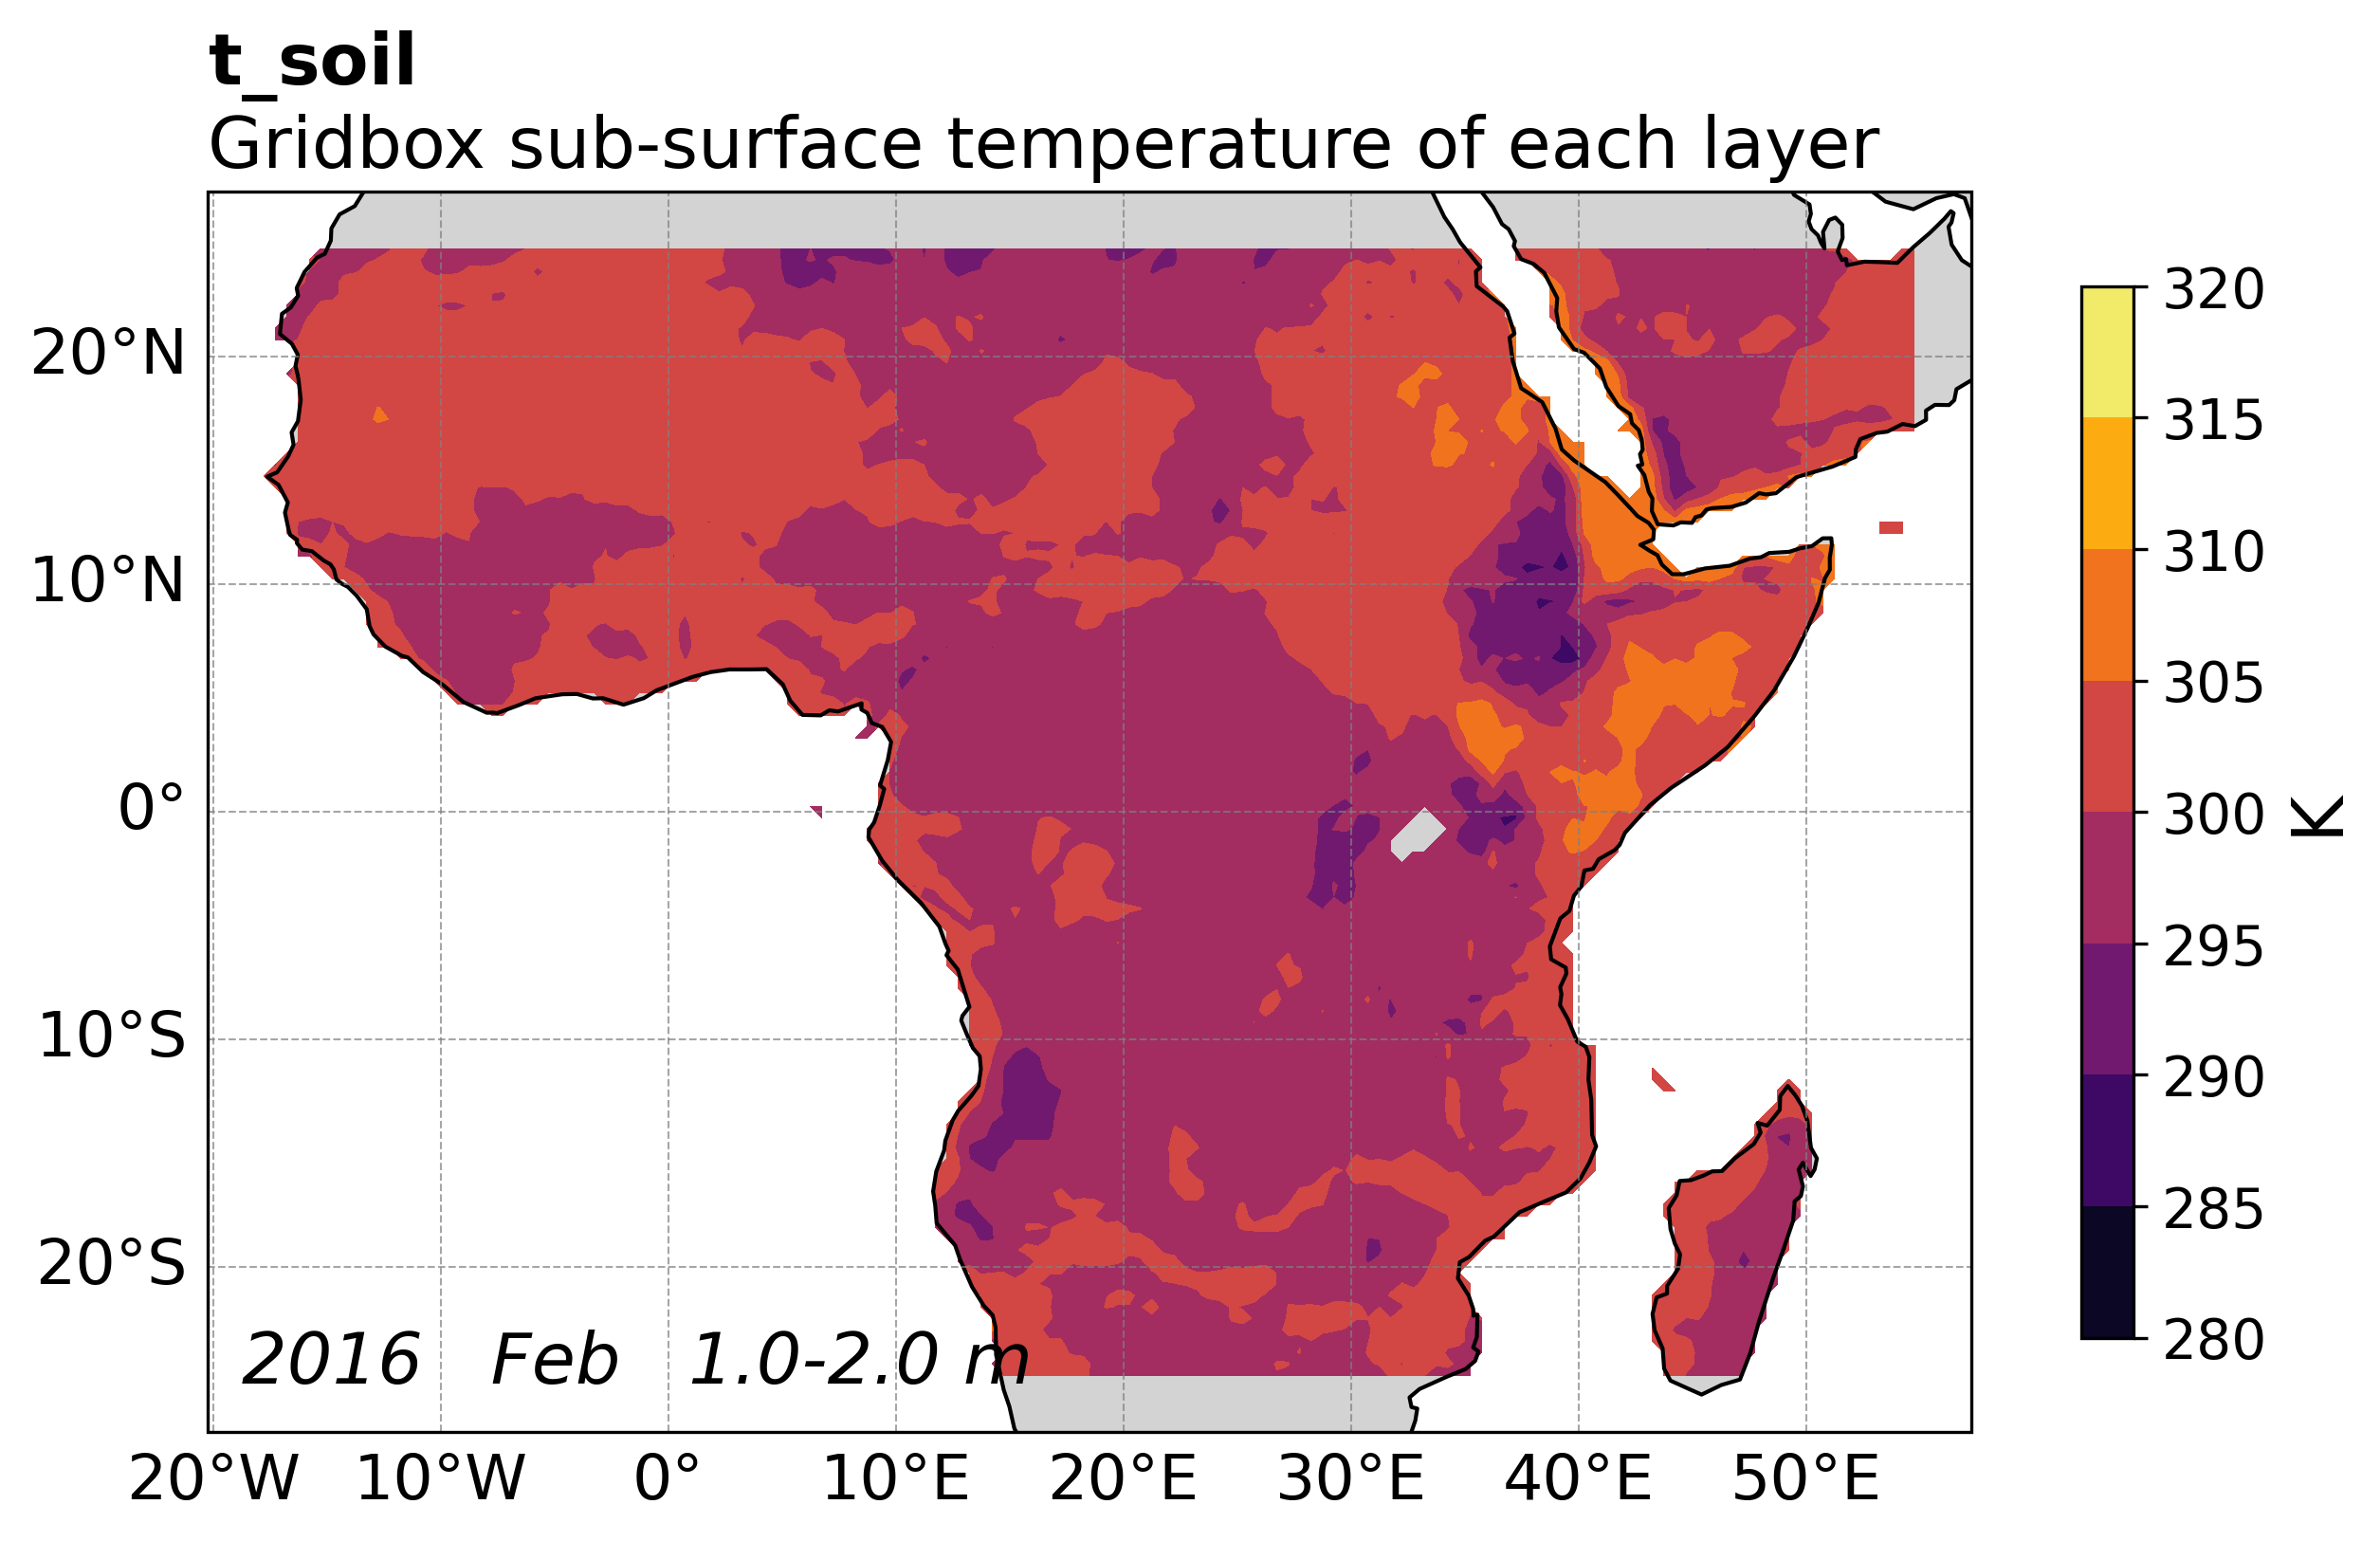 t_soil
Gridbox sub-surface temperature of each layer
20°N
10°N
0°
10°S
20°S
2016 Feb 1.0-2.0 m
20°W 10°W 0° 10°E 20°E 30°E 40°E 50°E
320
315
310
305
300
295
290
285
280
K